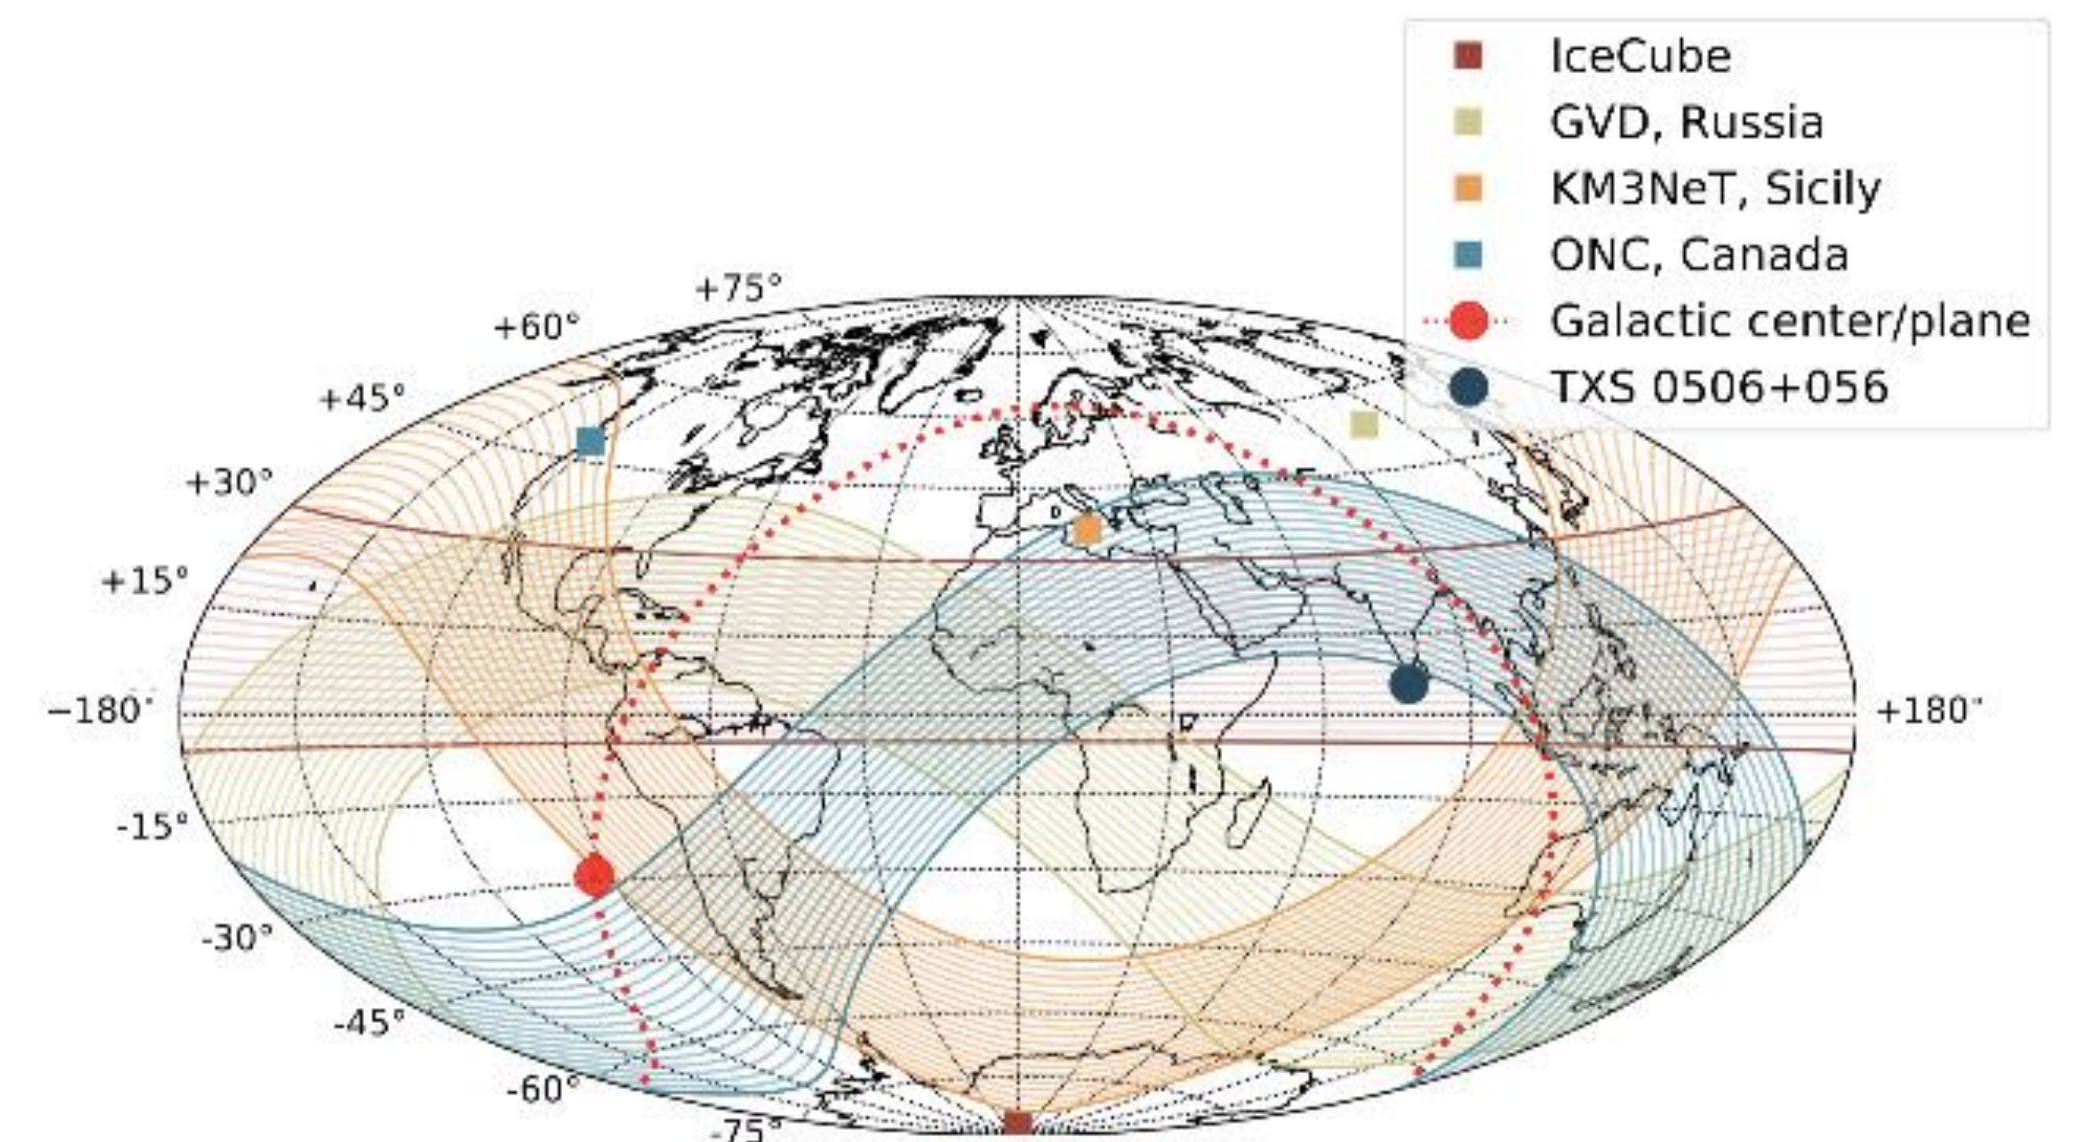 IceCube
GVD, Russia
KM3NeT, Sicily
ONC, Canada
Galactic center/plane
TXS 0506+056
+75°
+60°
+45°
+30°
+15°
−180°
+180°
-15°
-30°
-45°
-60°
-75°